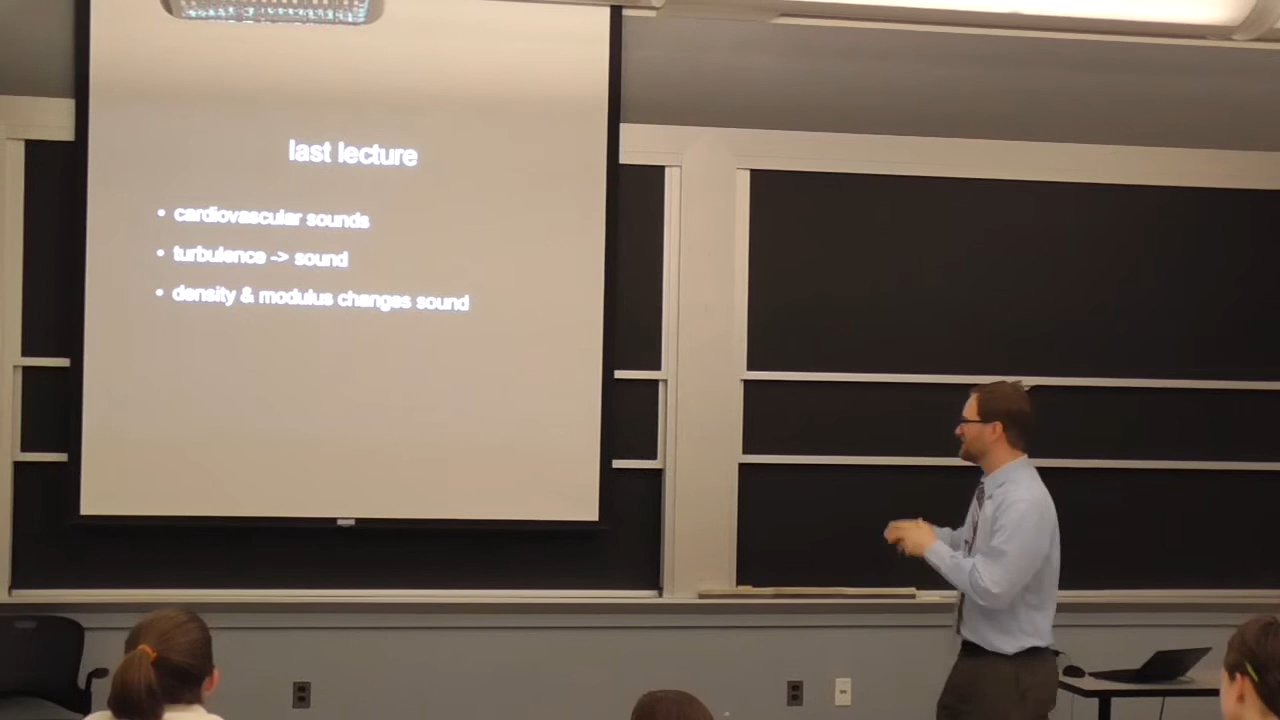 last lecture
• cardiovascular sounds
• turbulence -> sound
• density & modulus changes sound